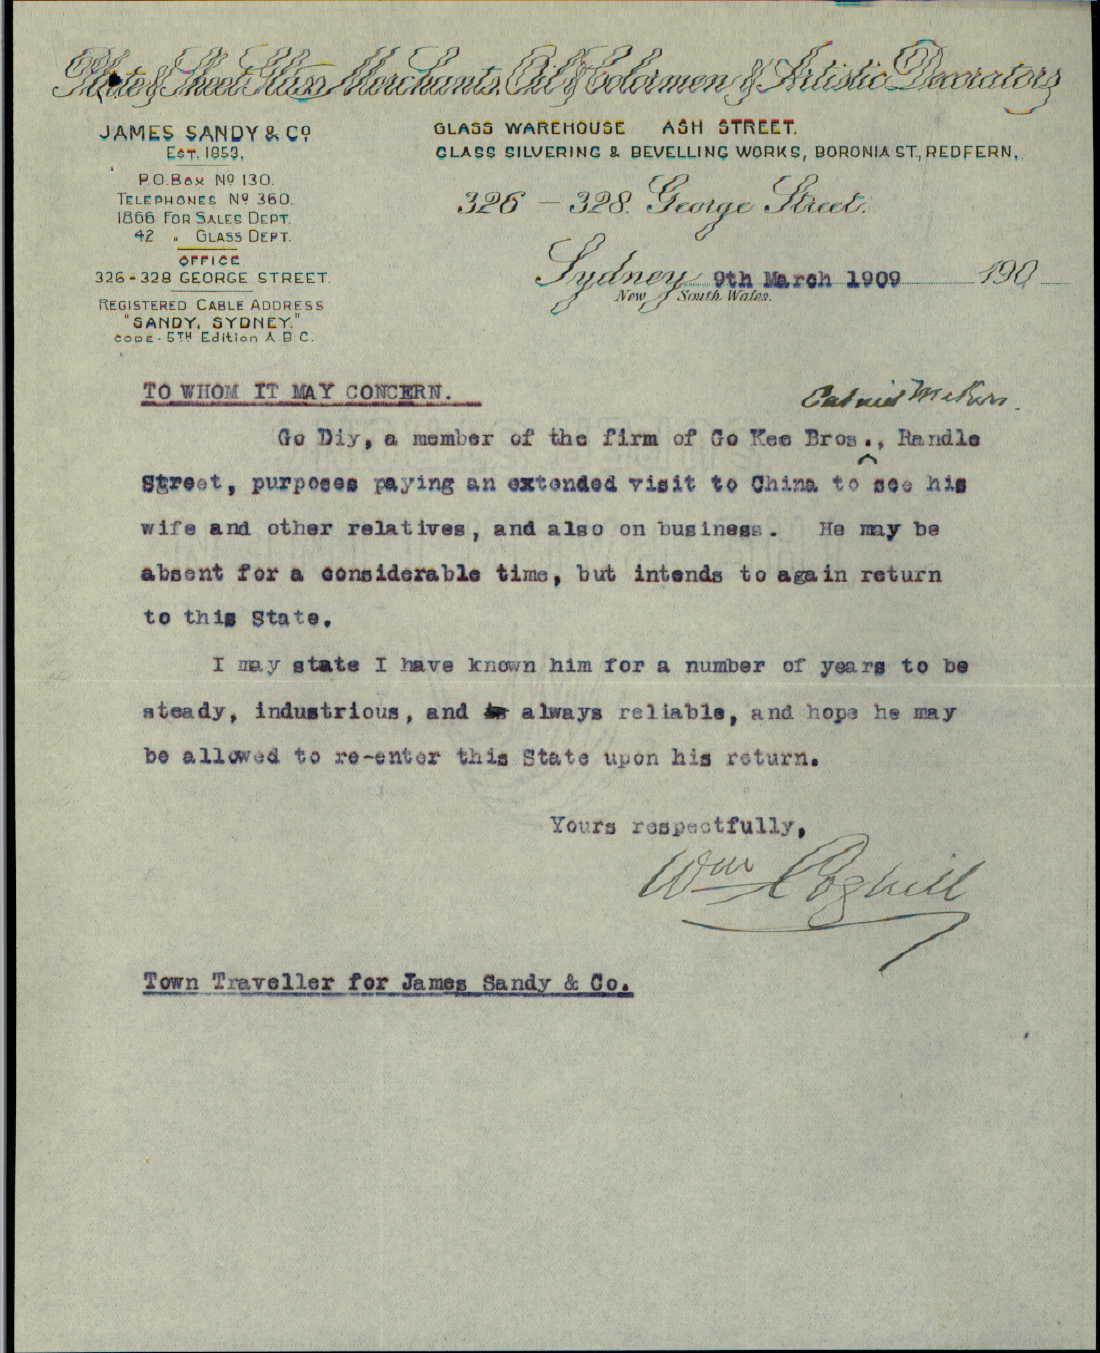 Plate & Sheet Glass Merchants, Oil & Colormen & Artistic Decorators
JAMES SANDY & Co
EST. 1853,
P.O. Box No 130.
TELEPHONES No 360.
1866 FOR SALES DEPT.
42 " GLASS DEPT.
OFFICE
326-328 GEORGE STREET.
REGISTERED CABLE ADDRESS
"SANDY, SYDNEY."
CODE - 5TH Edition A B C.
GLASS WAREHOUSE ASH STREET.
GLASS SILVERING & BEVELLING WORKS, BORONIA ST., REDFERN,
326 - 328. George Street.
Sydney 9th March 1909 190
New South Wales.
TO WHOM IT MAY CONCERN.
Cabinet Makers.
Go Diy, a member of the firm of Go Kee Bros., Randle
Street, purposes paying an extended visit to China to see his
wife and other relatives, and also on business. He may be
absent for a considerable time, but intends to again return
to this State.
I may state I have known him for a number of years to be
steady, industrious, and always reliable, and hope he may
be allowed to re-enter this State upon his return.
Yours respectfully,
Wm Coghill
Town Traveller for James Sandy & Co.